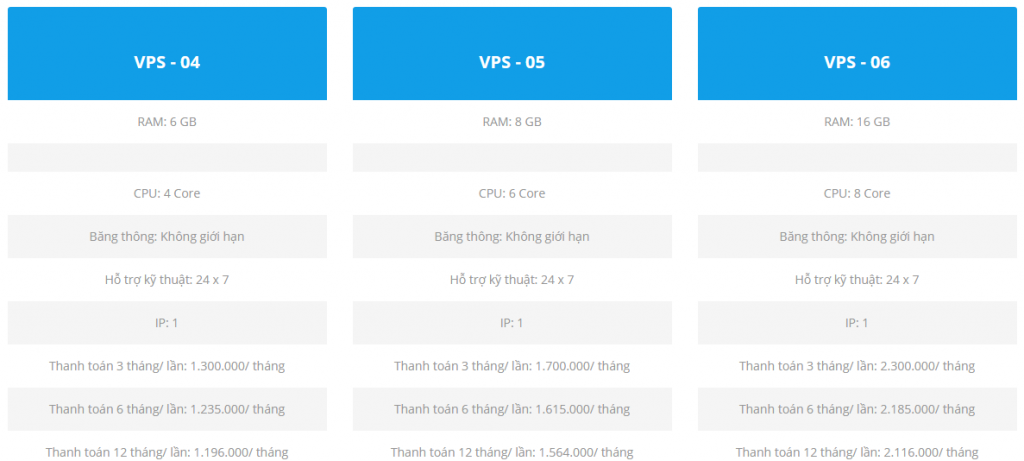 VPS - 04
RAM: 6 GB
CPU: 4 Core
Băng thông: Không giới hạn
Hỗ trợ kỹ thuật: 24 x 7
IP: 1
Thanh toán 3 tháng/ lần: 1.300.000/ tháng
Thanh toán 6 tháng/ lần: 1.235.000/ tháng
Thanh toán 12 tháng/ lần: 1.196.000/ tháng
VPS - 05
RAM: 8 GB
CPU: 6 Core
Băng thông: Không giới hạn
Hỗ trợ kỹ thuật: 24 x 7
IP: 1
Thanh toán 3 tháng/ lần: 1.700.000/ tháng
Thanh toán 6 tháng/ lần: 1.615.000/ tháng
Thanh toán 12 tháng/ lần: 1.564.000/ tháng
VPS - 06
RAM: 16 GB
CPU: 8 Core
Băng thông: Không giới hạn
Hỗ trợ kỹ thuật: 24 x 7
IP: 1
Thanh toán 3 tháng/ lần: 2.300.000/ tháng
Thanh toán 6 tháng/ lần: 2.185.000/ tháng
Thanh toán 12 tháng/ lần: 2.116.000/ tháng